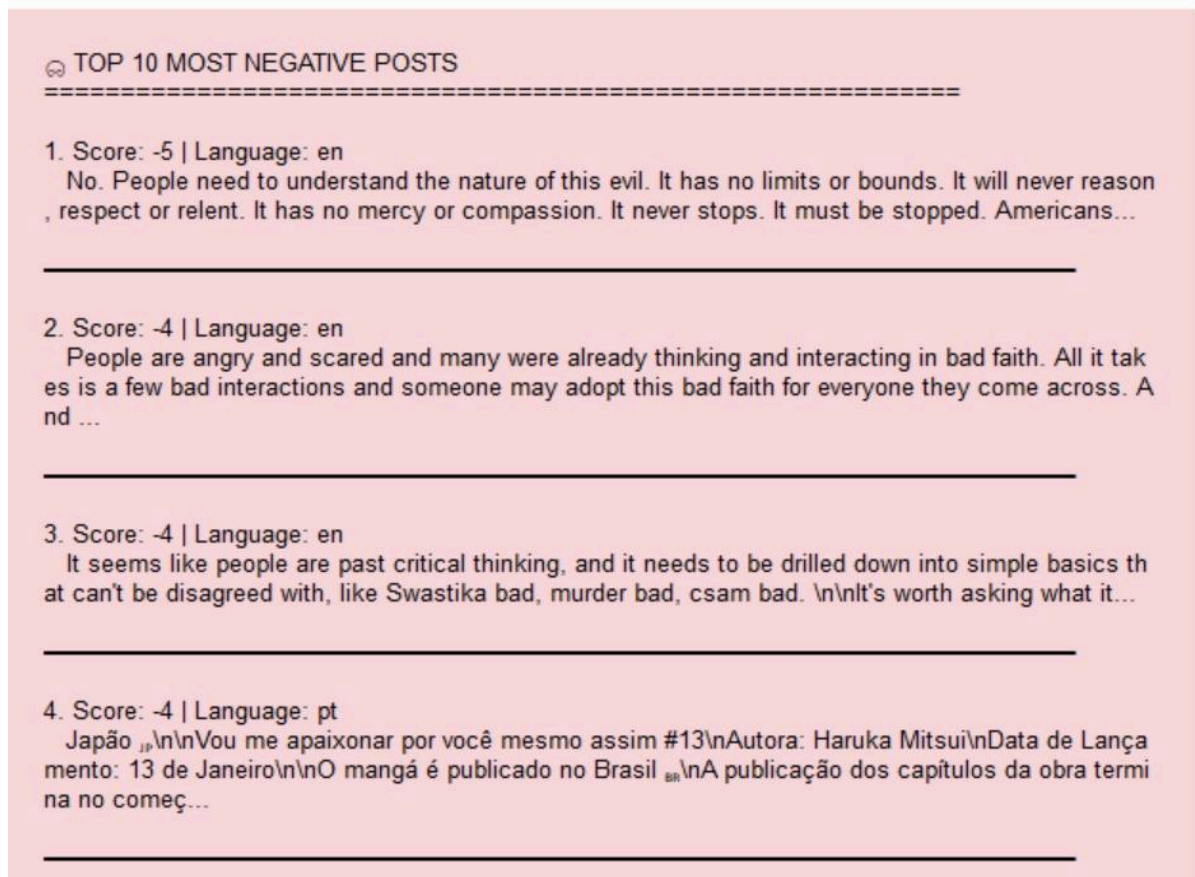 TOP 10 MOST NEGATIVE POSTS
============================================================
1. Score: -5 | Language: en
No. People need to understand the nature of this evil. It has no limits or bounds. It will never reason
, respect or relent. It has no mercy or compassion. It never stops. It must be stopped. Americans...
2. Score: -4 | Language: en
People are angry and scared and many were already thinking and interacting in bad faith. All it tak
es is a few bad interactions and someone may adopt this bad faith for everyone they come across. A
nd ...
3. Score: -4 | Language: en
It seems like people are past critical thinking, and it needs to be drilled down into simple basics th
at can't be disagreed with, like Swastika bad, murder bad, csam bad. \n\nIt's worth asking what it...
4. Score: -4 | Language: pt
Japão JP\n\nVou me apaixonar por você mesmo assim #13\nAutora: Haruka Mitsui\nData de Lança
mento: 13 de Janeiro\n\nO mangá é publicado no Brasil BR\nA publicação dos capítulos da obra termi
na no começ...